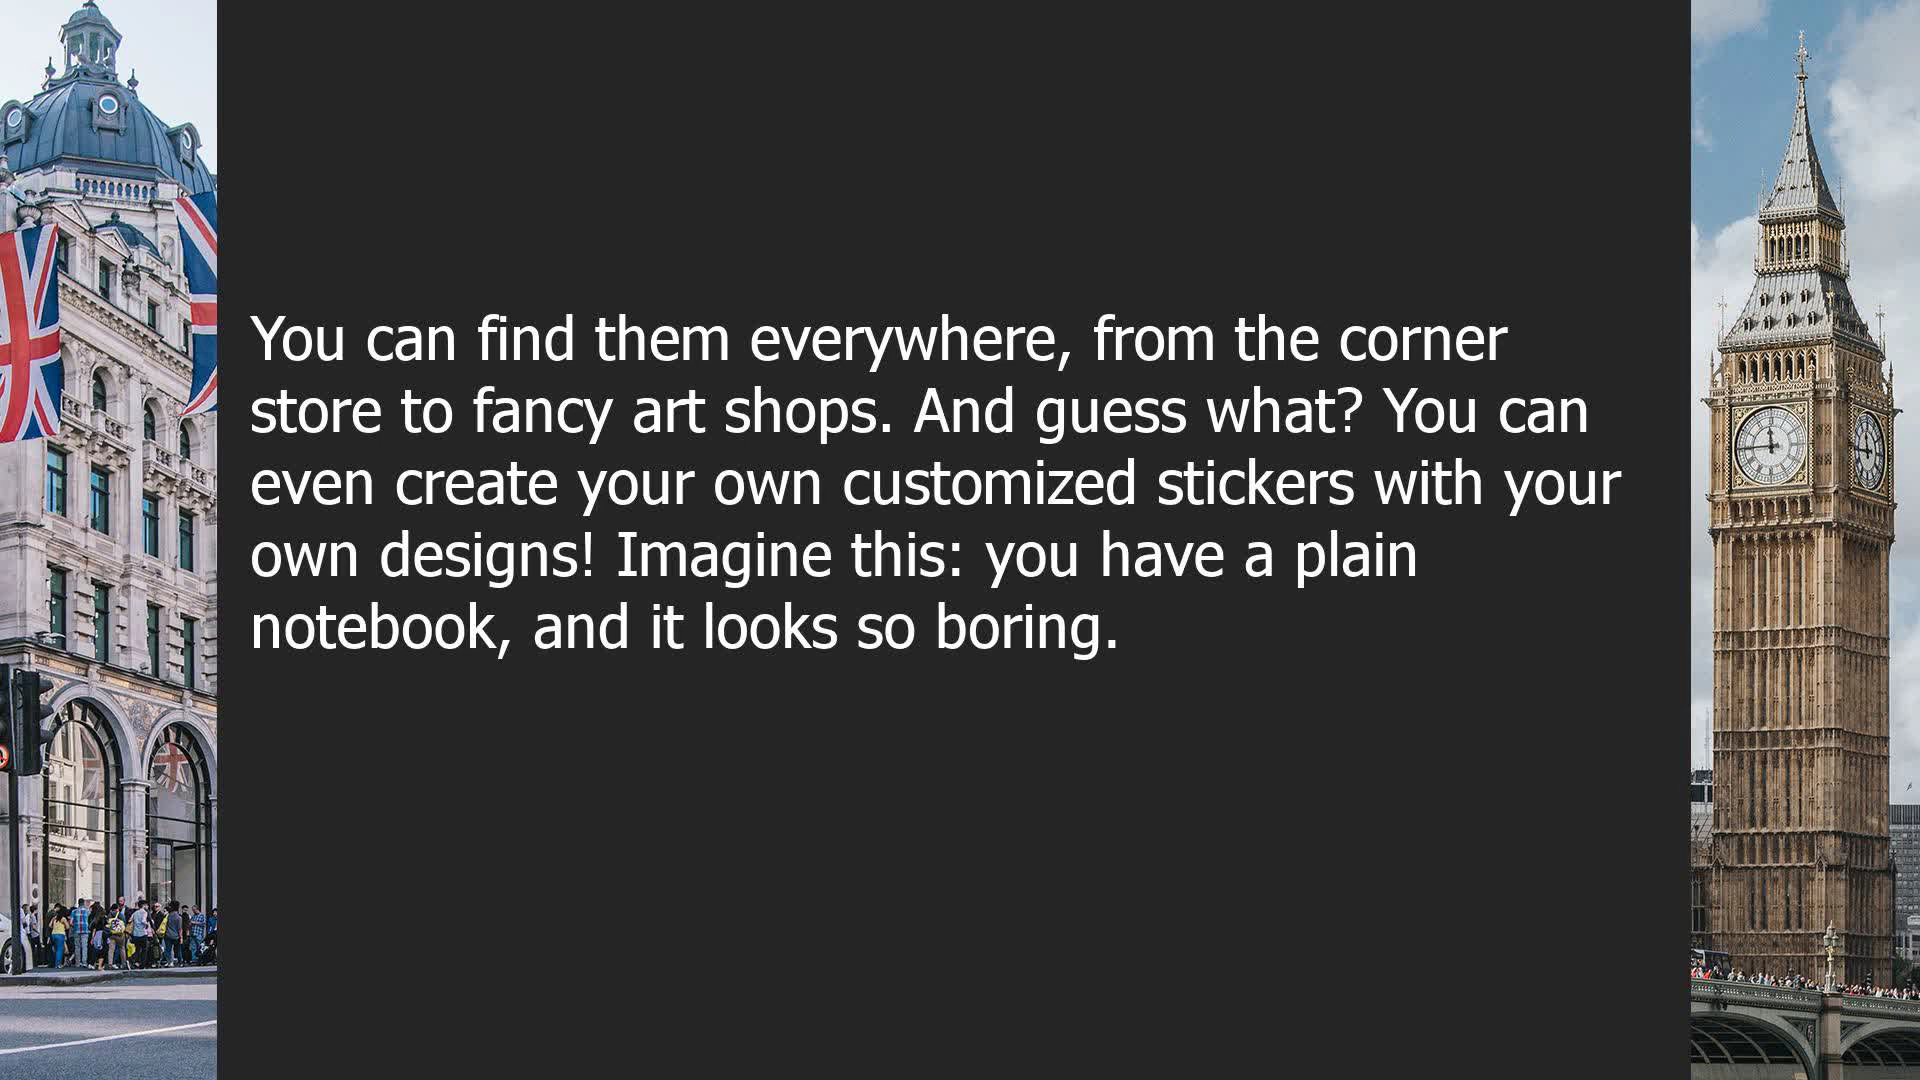 You can find them everywhere, from the corner
store to fancy art shops. And guess what? You can
even create your own customized stickers with your
own designs! Imagine this: you have a plain
notebook, and it looks so boring.